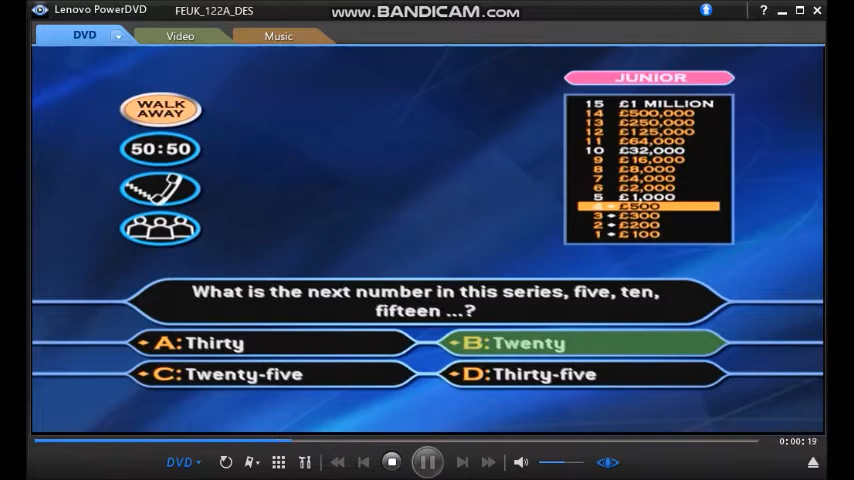 Lenovo PowerDVD
FEUK_122A_DES
www.BANDICAM.com
DVD
Video
Music
WALK
AWAY
50:50
JUNIOR
15 £1 MILLION
14 £500,000
13 £250,000
12 £125,000
11 £64,000
10 £32,000
9 £16,000
8 £8,000
7 £4,000
6 £2,000
5 £1,000
4 £500
3 £300
2 £200
1 £100
What is the next number in this series, five, ten,
fifteen ...?
A: Thirty
B: Twenty
C: Twenty-five
D: Thirty-five
0:00:19
DVD